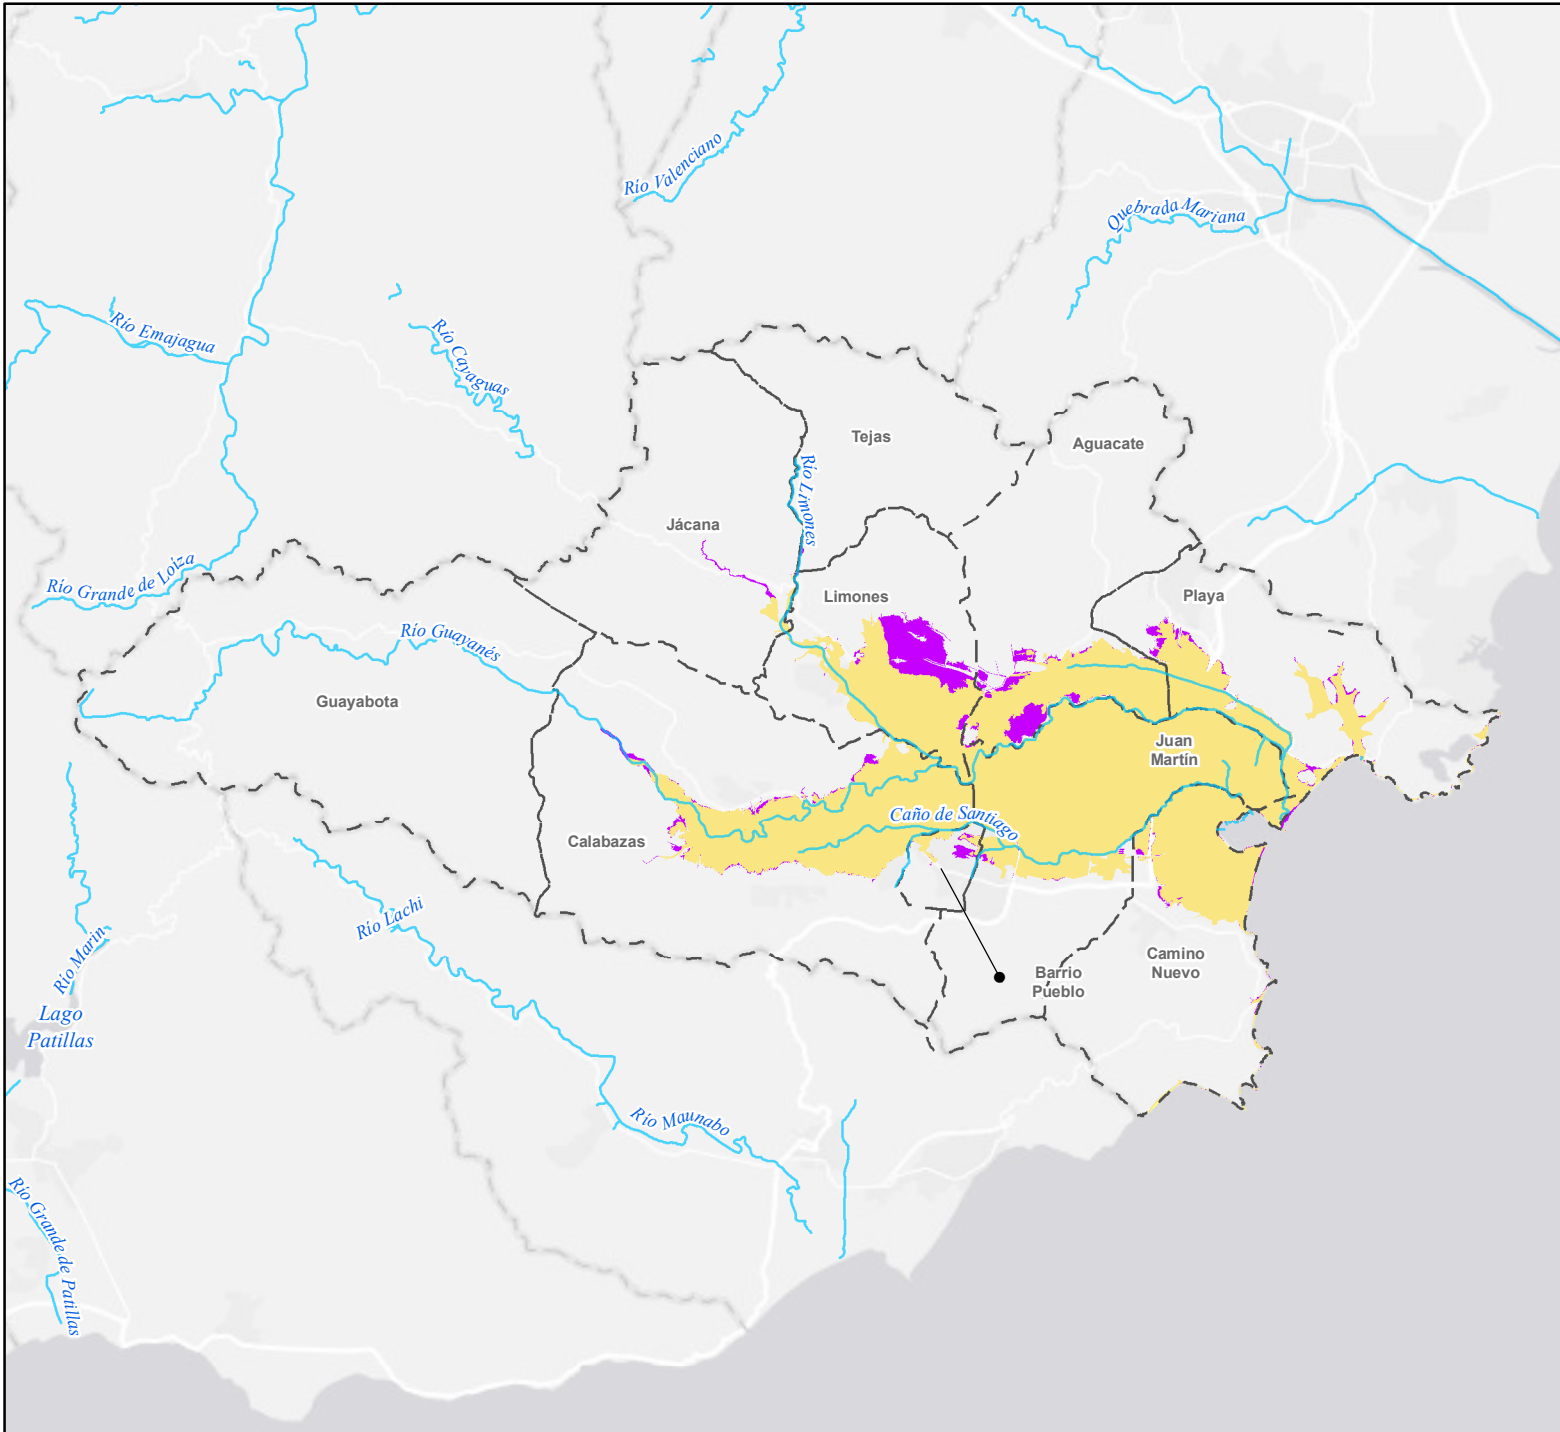 Río Valenciano
Quebrada Mariana
Río Emajagua
Río Cayaguas
Tejas
Aguacate
Río Limones
Jácana
Río Grande de Loíza
Limones
Playa
Río Guayanés
Guayabota
Juan
Martín
Caño de Santiago
Calabazas
Río Lachi
Río Marin
Camino
Nuevo
Barrio
Pueblo
Lago
Patillas
Río Maunabo
Río Grande de Patillas